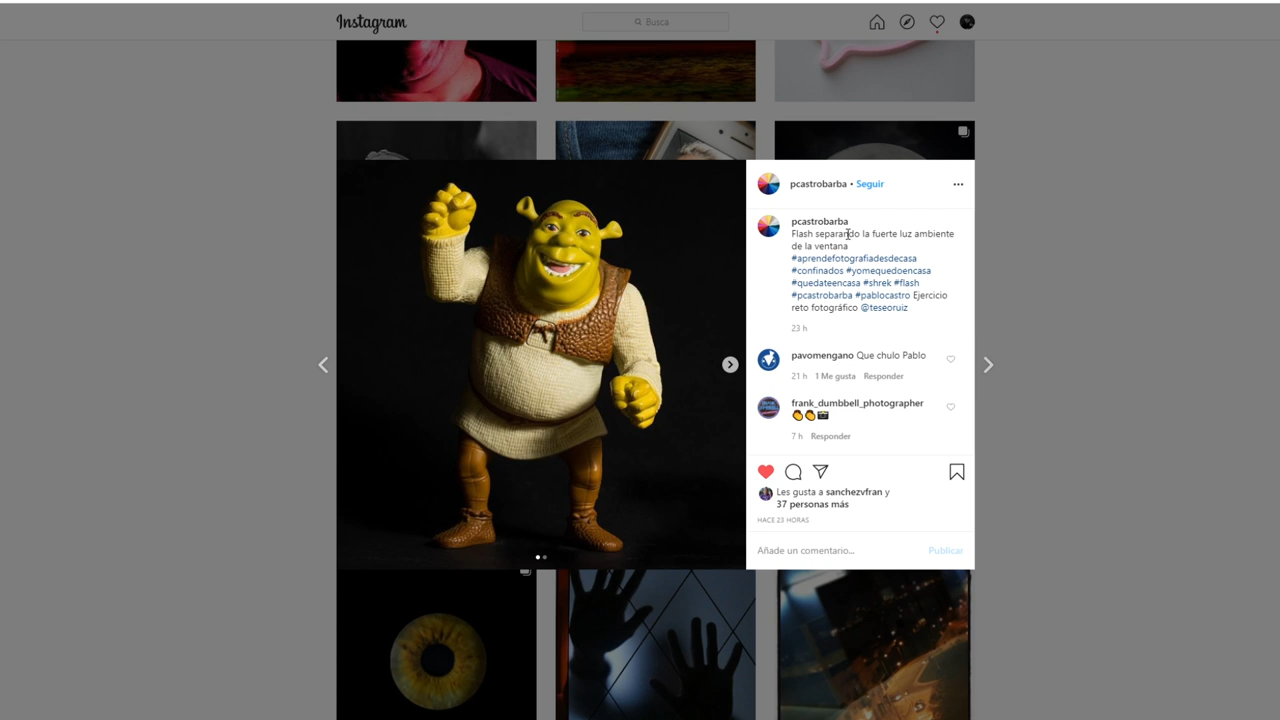 Instagram
Busca
pcastrobarba • Seguir
pcastrobarba
Flash separando la fuerte luz ambiente
de la ventana
#aprendefotografiadesdecasa
#confinados #yomequedoencasa
#quedateencasa #shrek #flash
#pcastrobarba #pablocastro Ejercicio
reto fotográfico @teseoruiz
23 h
pavomengano Que chulo Pablo
21 h 1 Me gusta Responder
frank_dumbbell_photographer
7 h Responder
Les gusta a sanchezvfran y
37 personas más
HACE 23 HORAS
Añade un comentario... Publicar